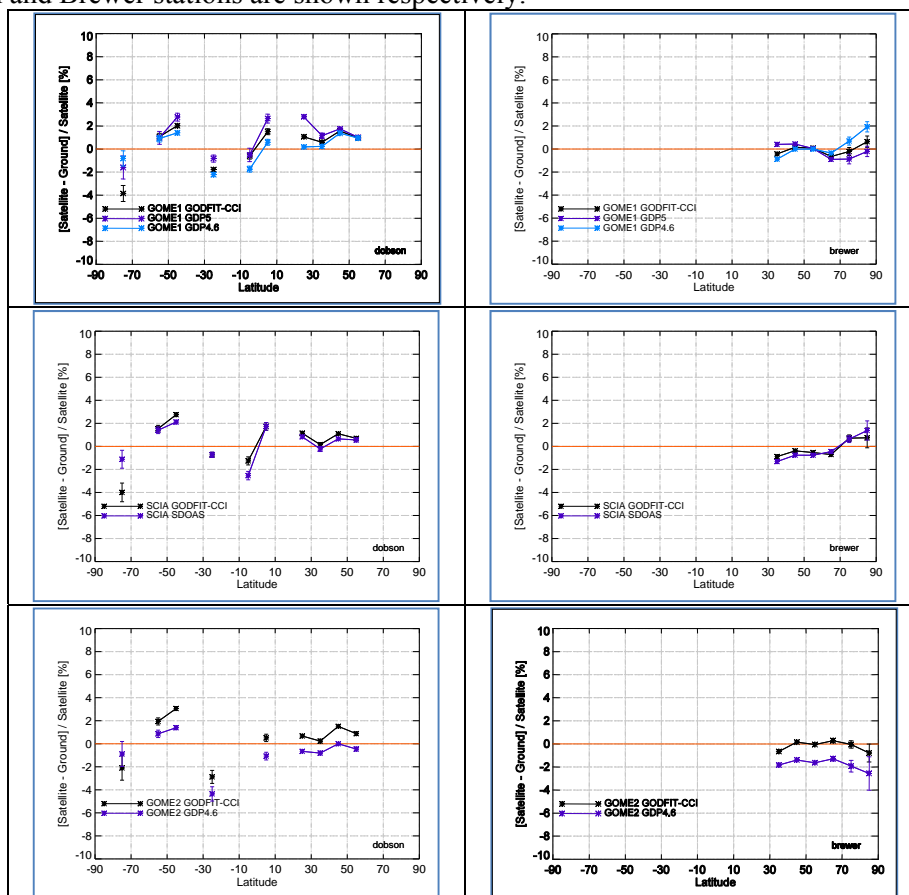 and Brewer stations are shown respectively.
[Satellite - Ground] / Satellite [%]
10
8
6
4
2
0
-2
-4
-6
-8
-10
GOME1 GODFIT-CCI
GOME1 GDP5
GOME1 GDP4.6
dobson
-90 -70 -50 -30 -10 10 30 50 70 90
Latitude
[Satellite - Ground] / Satellite [%]
10
8
6
4
2
0
-2
-4
-6
-8
-10
GOME1 GODFIT-CCI
GOME1 GDP5
GOME1 GDP4.6
brewer
-90 -70 -50 -30 -10 10 30 50 70 90
Latitude
[Satellite - Ground] / Satellite [%]
10
8
6
4
2
0
-2
-4
-6
-8
-10
SCIA GODFIT-CCI
SCIA SDOAS
dobson
-90 -70 -50 -30 -10 10 30 50 70 90
Latitude
[Satellite - Ground] / Satellite [%]
10
8
6
4
2
0
-2
-4
-6
-8
-10
SCIA GODFIT-CCI
SCIA SDOAS
brewer
-90 -70 -50 -30 -10 10 30 50 70 90
Latitude
[Satellite - Ground] / Satellite [%]
10
8
6
4
2
0
-2
-4
-6
-8
-10
GOME2 GODFIT-CCI
GOME2 GDP4.6
dobson
-90 -70 -50 -30 -10 10 30 50 70 90
Latitude
[Satellite - Ground] / Satellite [%]
10
8
6
4
2
0
-2
-4
-6
-8
-10
GOME2 GODFIT-CCI
GOME2 GDP4.6
brewer
-90 -70 -50 -30 -10 10 30 50 70 90
Latitude